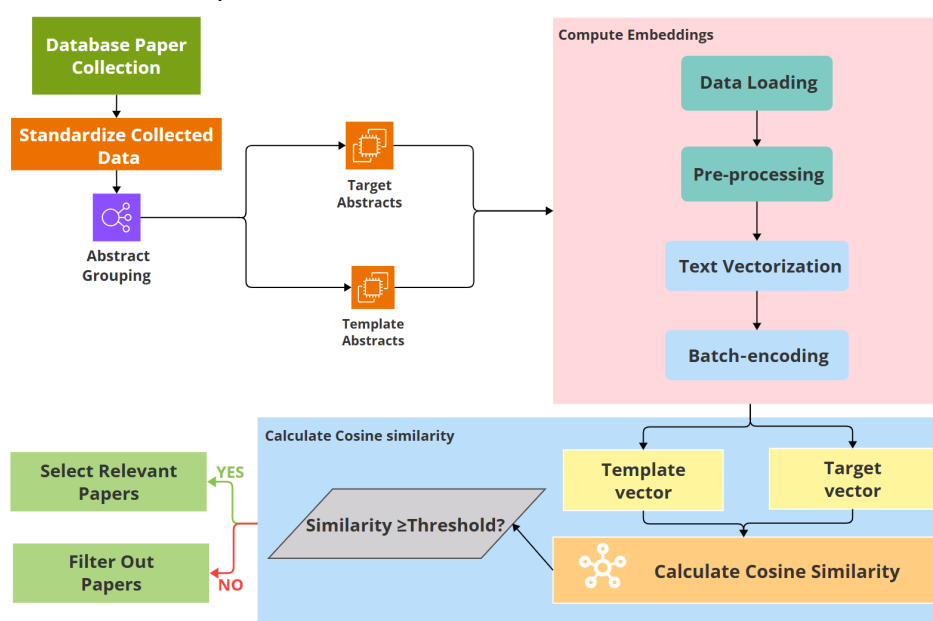 Database Paper
Collection
Standardize Collected
Data
Abstract
Grouping
Target
Abstracts
Template
Abstracts
Compute Embeddings
Data Loading
Pre-processing
Text Vectorization
Batch-encoding
Calculate Cosine similarity
Template
vector
Target
vector
Calculate Cosine Similarity
Similarity ≥Threshold?
YES
Select Relevant
Papers
NO
Filter Out
Papers